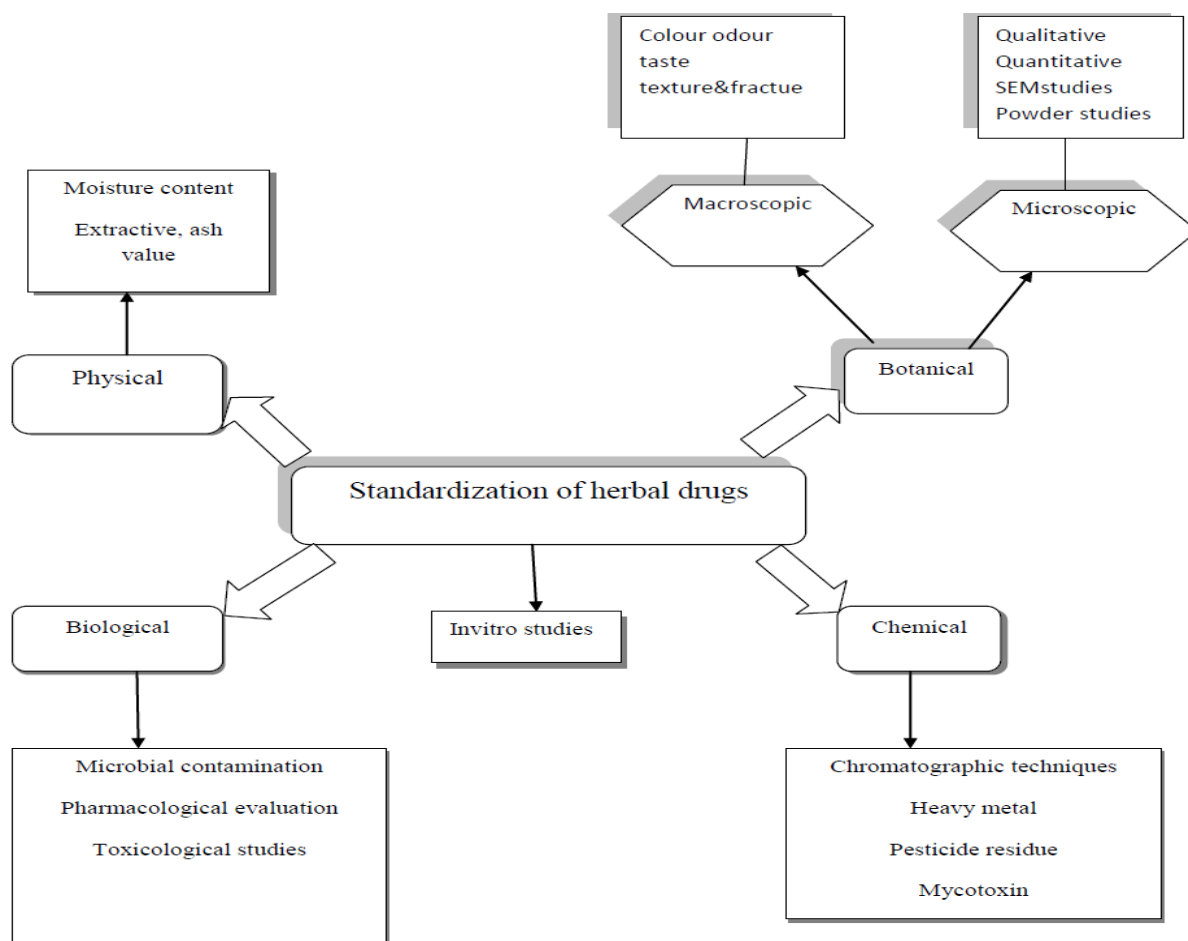 Colour odour
taste
texture&fractue
Qualitative
Quantitative
SEMstudies
Powder studies
Moisture content
Extractive, ash
value
Macroscopic
Microscopic
Physical
Botanical
Standardization of herbal drugs
Biological
Invitro studies
Chemical
Microbial contamination
Pharmacological evaluation
Toxicological studies
Chromatographic techniques
Heavy metal
Pesticide residue
Mycotoxin